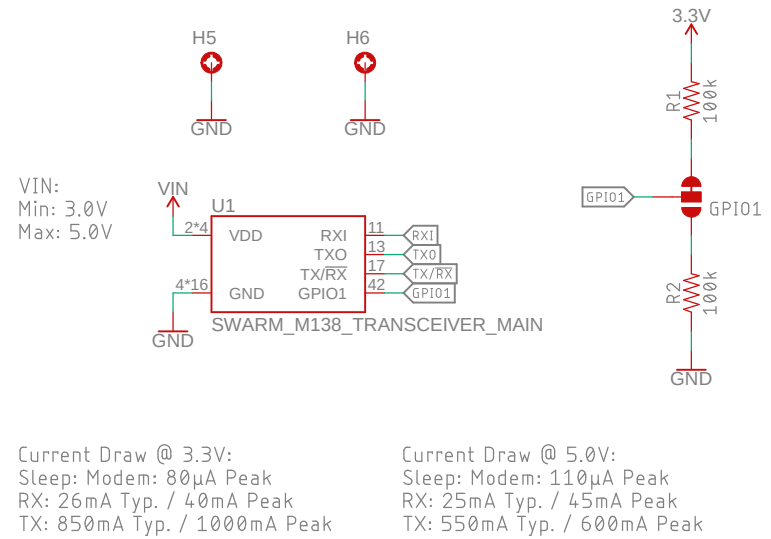 3.3V
H5
H6
R1
100k
GND
GND
VIN:
Min: 3.0V
Max: 5.0V
VIN
U1
GPIO1
GPIO1
2*4
VDD
RXI
11
RXI
TXO
13
TXO
TX/RX
17
TX/RX
4*16
GND
GPIO1
42
GPIO1
R2
100k
SWARM_M138_TRANSCEIVER_MAIN
GND
GND
Current Draw @ 3.3V:
Sleep: Modem: 80µA Peak
RX: 26mA Typ. / 40mA Peak
TX: 850mA Typ. / 1000mA Peak
Current Draw @ 5.0V:
Sleep: Modem: 110µA Peak
RX: 25mA Typ. / 45mA Peak
TX: 550mA Typ. / 600mA Peak